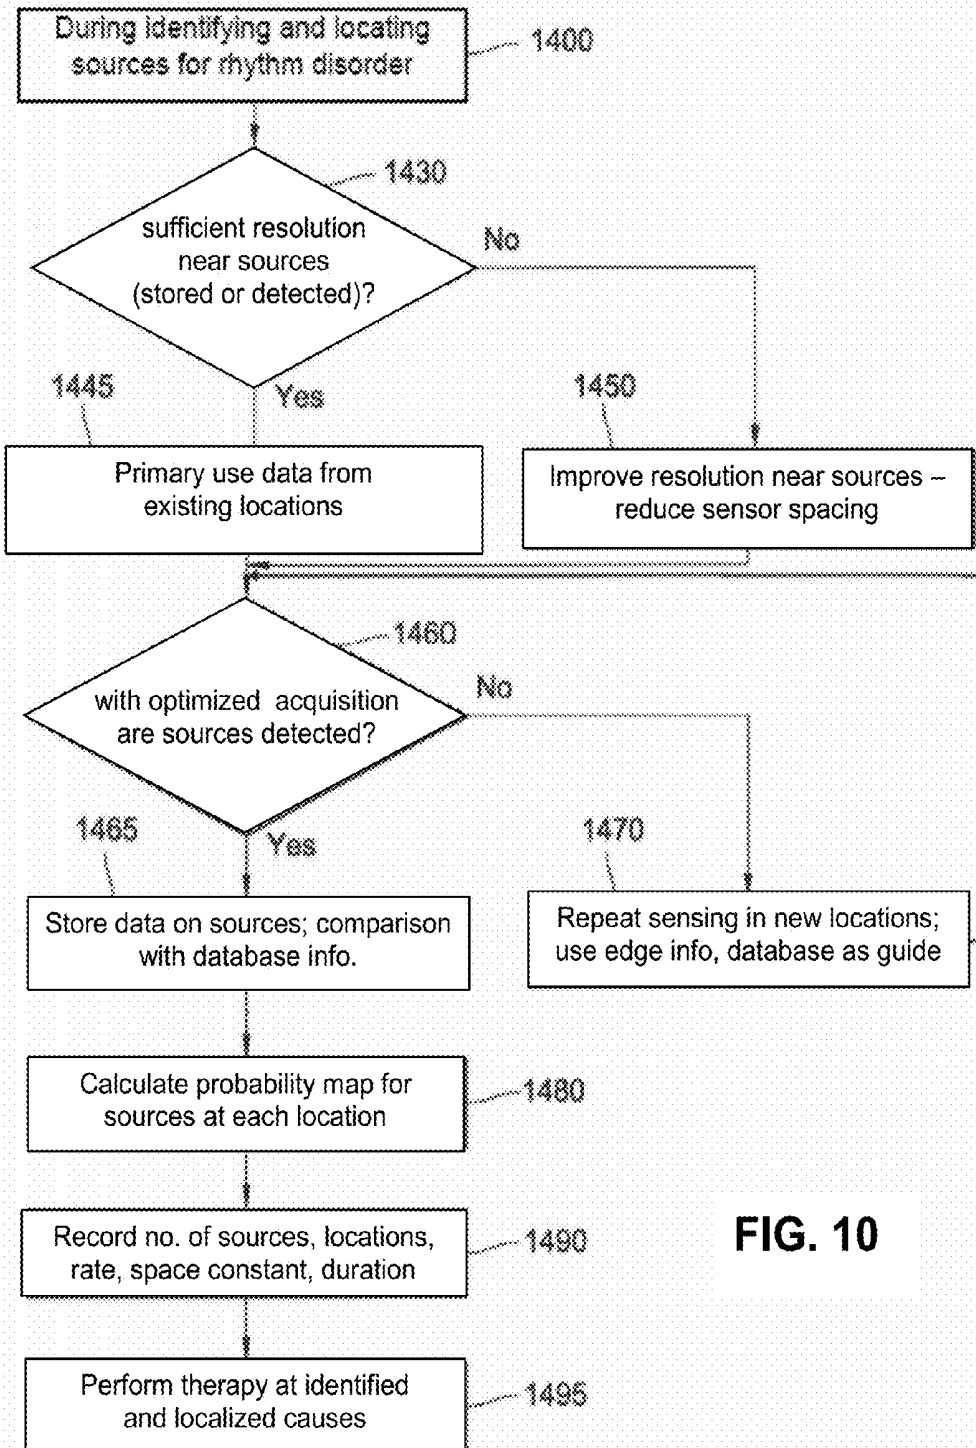 During identifying and locating
sources for rhythm disorder
1400
1430
sufficient resolution
near sources
(stored or detected)?
No
Yes
1445
Primary use data from
existing locations
1450
Improve resolution near sources –
reduce sensor spacing
1460
with optimized acquisition
are sources detected?
No
Yes
1465
Store data on sources; comparison
with database info.
1470
Repeat sensing in new locations;
use edge info, database as guide
Calculate probability map for
sources at each location
1480
Record no. of sources, locations,
rate, space constant, duration
1490
FIG. 10
Perform therapy at identified
and localized causes
1495